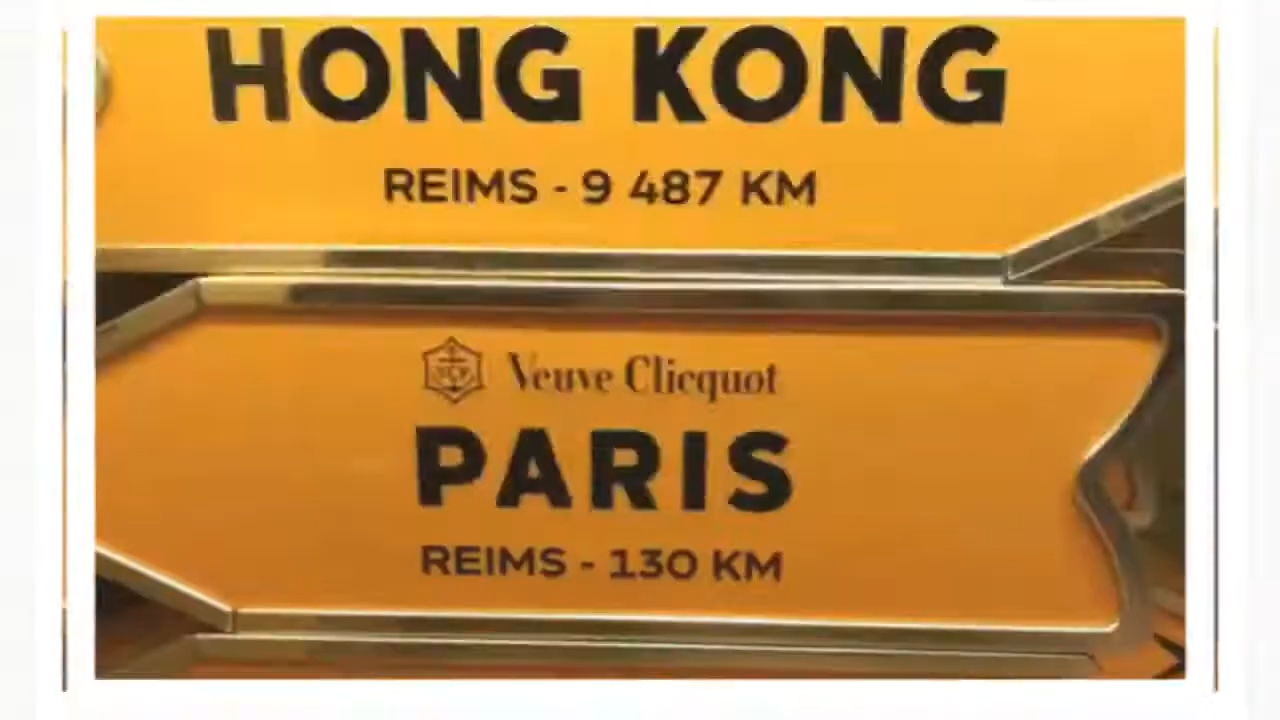 HONG KONG
REIMS - 9 487 KM
Veuve Clicquot
PARIS
REIMS - 130 KM